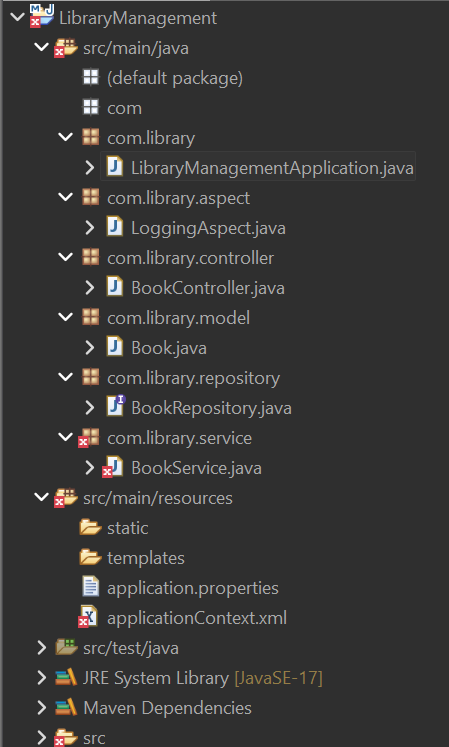 LibraryManagement
src/main/java
(default package)
com
com.library
LibraryManagementApplication.java
com.library.aspect
LoggingAspect.java
com.library.controller
BookController.java
com.library.model
Book.java
com.library.repository
BookRepository.java
com.library.service
BookService.java
src/main/resources
static
templates
application.properties
applicationContext.xml
src/test/java
JRE System Library [JavaSE-17]
Maven Dependencies
src